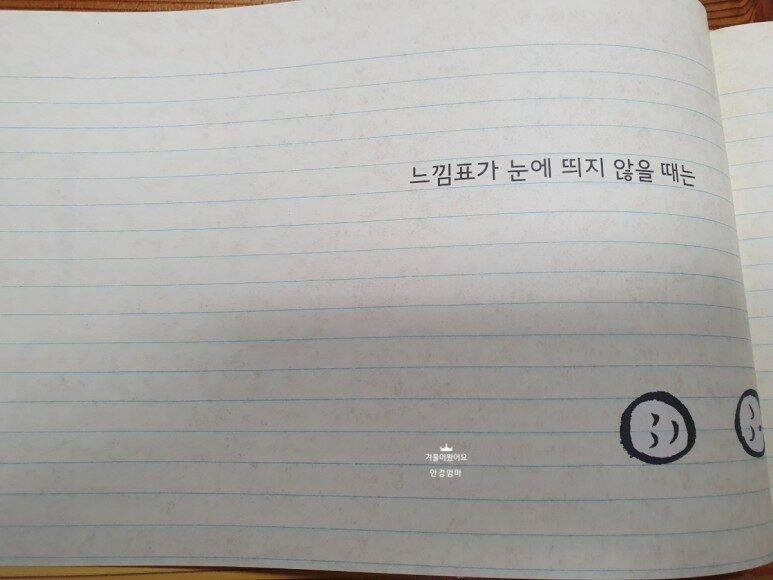 느낌표가 눈에 띄지 않을 때는
겨울이왔어요
안경엄마